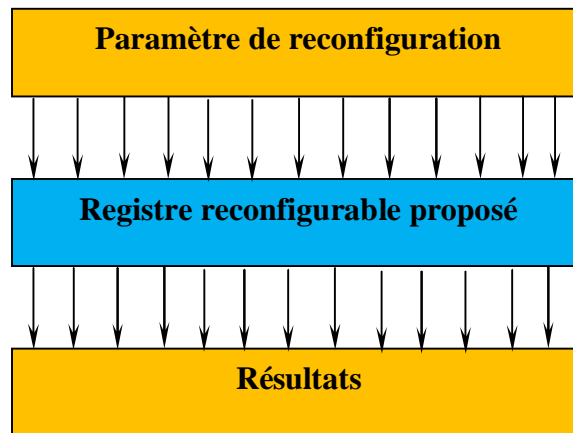 Paramètre de reconfiguration
Registre reconfigurable proposé
Résultats